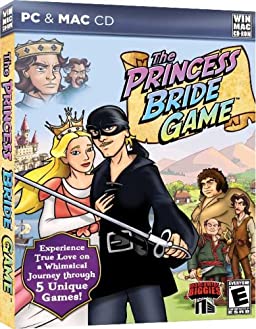 PC & MAC CD
WIN
MAC
CD-ROM
The
PRINCESS
BRIDE
GAME
The PRINCESS BRIDE GAME
Experience
True Love on
a Whimsical
Journey through
5 Unique
Games!
EVERYONE
E
ESRB